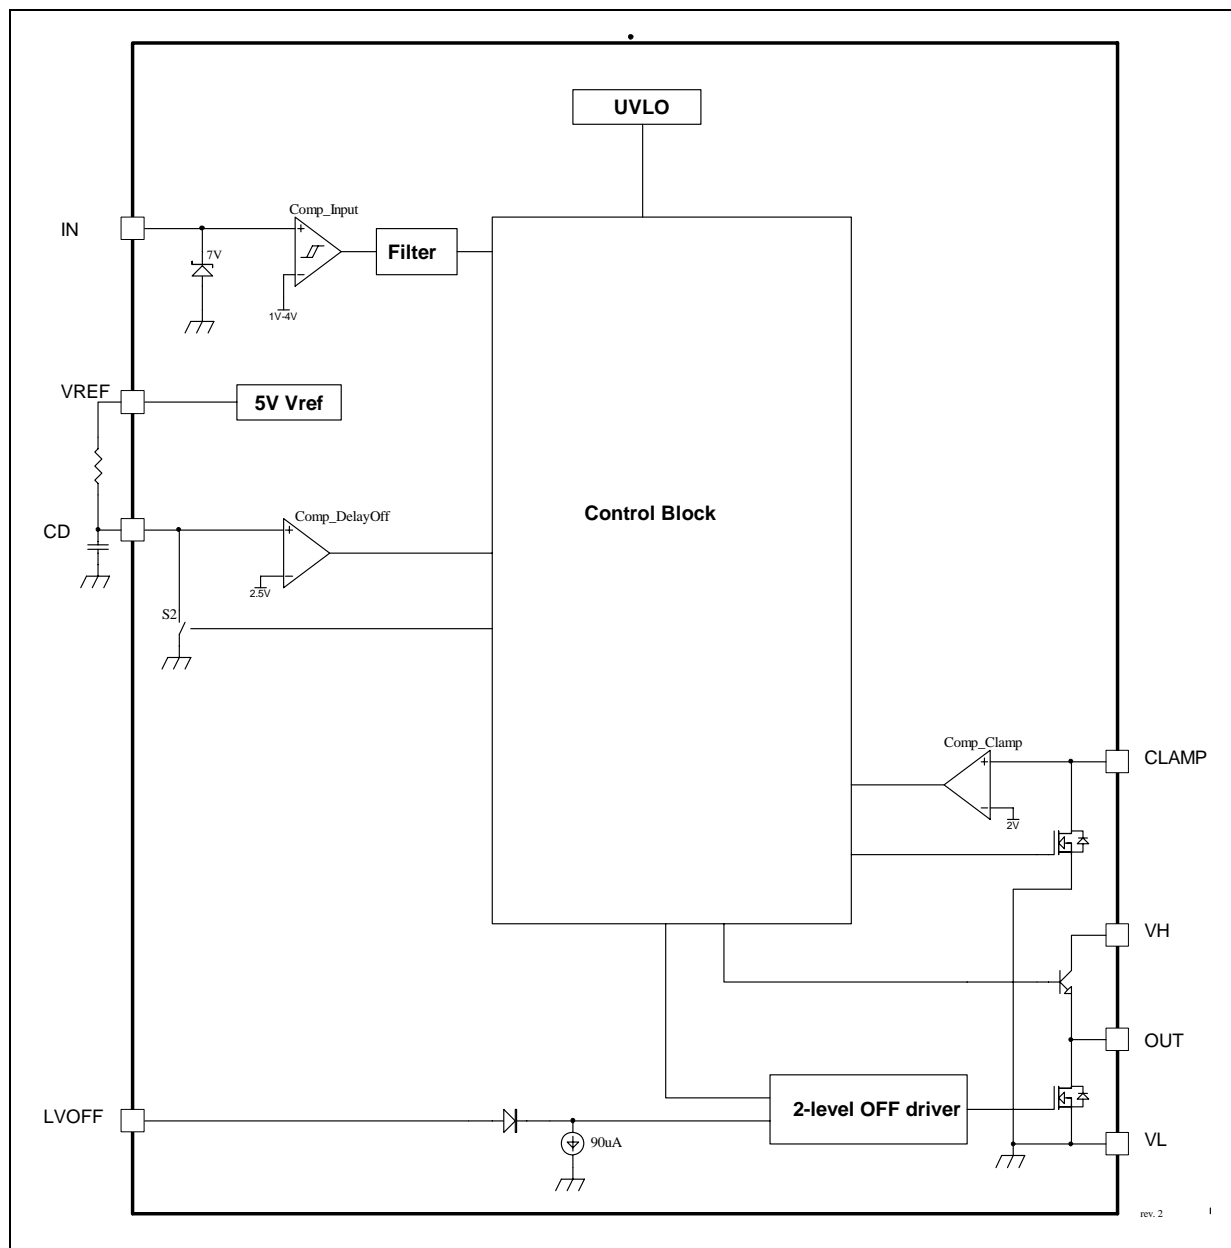 UVLO
IN
Comp_Input
7V
Filter
1V-4V
VREF
5V Vref
CD
Comp_DelayOff
2.5V
S2
Control Block
Comp_Clamp
CLAMP
2V
VH
OUT
LVOFF
90uA
2-level OFF driver
VL
rev. 2